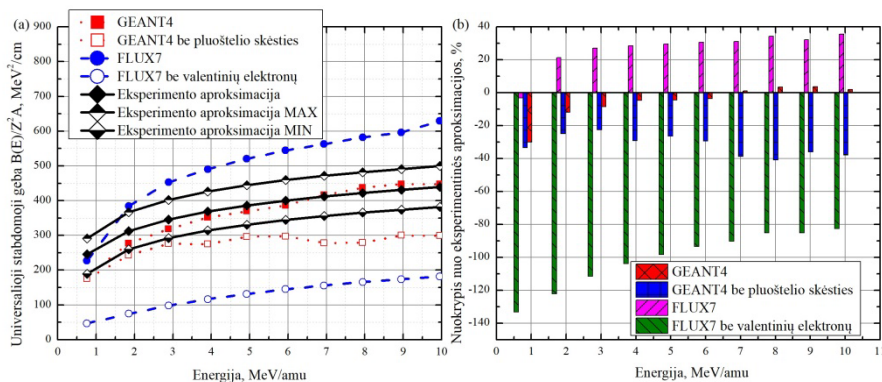 (a)
GEANT4
GEANT4 be pluoštelio skėsties
FLUX7
FLUX7 be valentinių elektronų
Eksperimento aproksimacija
Eksperimento aproksimacija MAX
Eksperimento aproksimacija MIN
Universalioji stabdomoji geba B(E)/Z²A, MeV²/cm
900
800
700
600
500
400
300
200
100
0
0 1 2 3 4 5 6 7 8 9 10
Energija, MeV/amu
(b)
Nuokrypis nuo eksperimentinės aproksimacijos, %
40
20
0
-20
-40
-60
-80
-100
-120
-140
GEANT4
GEANT4 be pluoštelio skėsties
FLUX7
FLUX7 be valentinių elektronų
0 1 2 3 4 5 6 7 8 9 10 11
Energija, MeV/amu